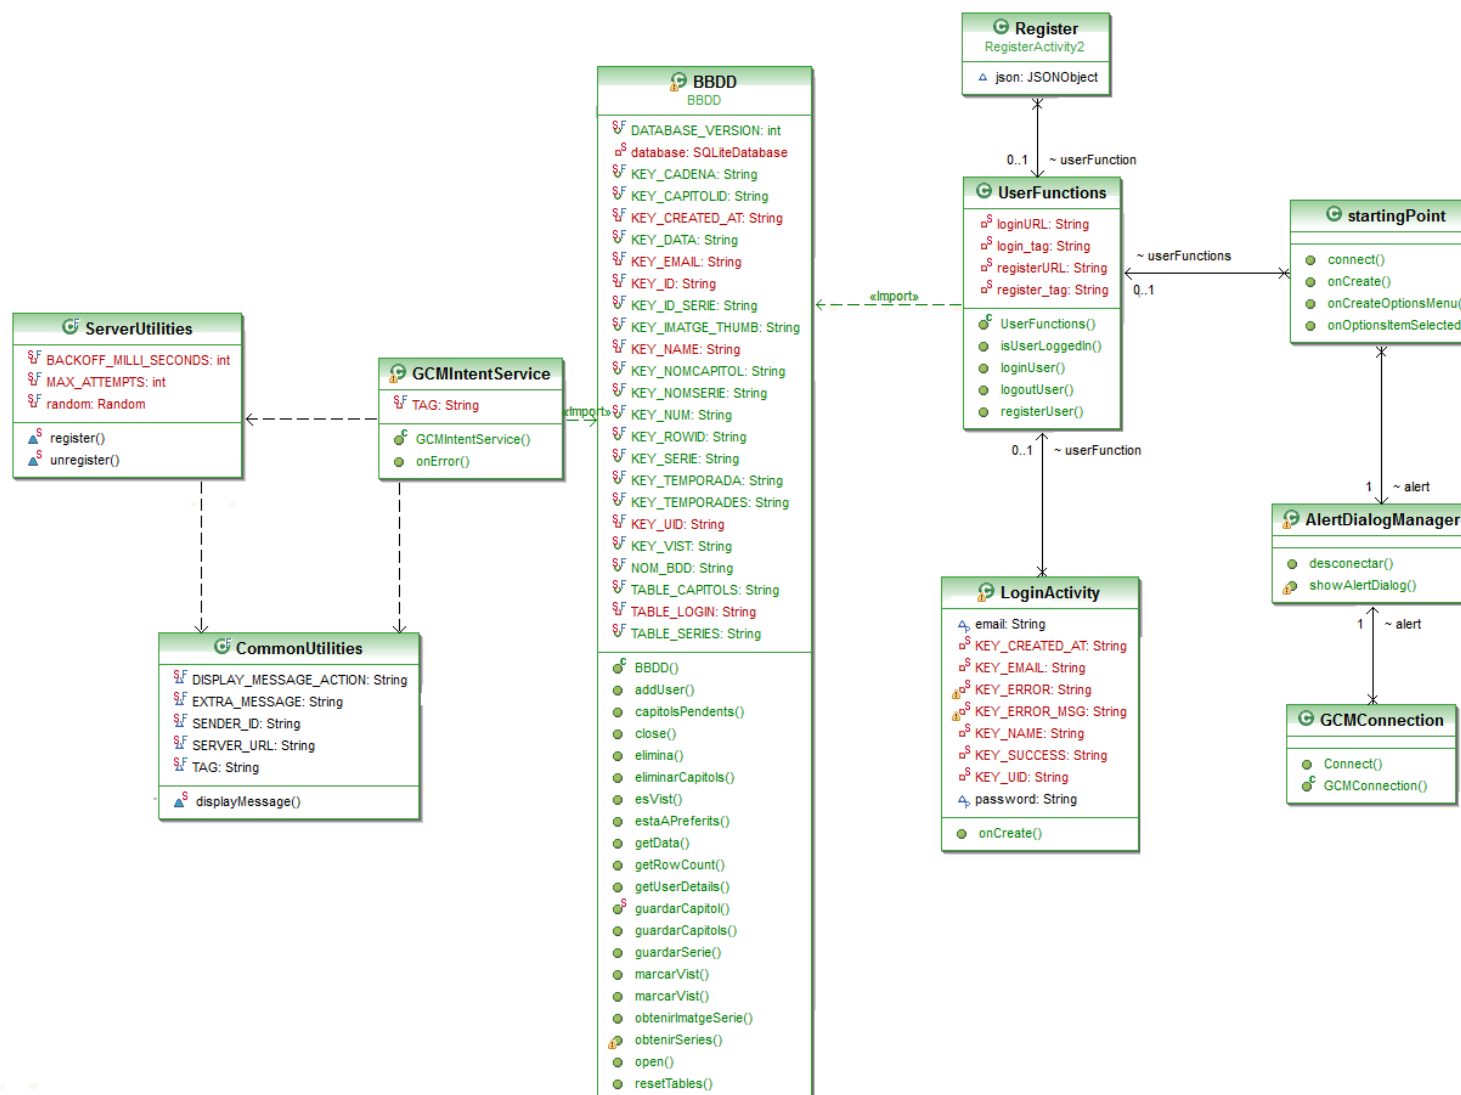 Register
RegisterActivity2
json: JSONObject
0..1 ~ userFunction
BBDD
BBDD
DATABASE_VERSION: int
database: SQLiteDatabase
KEY_CADENA: String
KEY_CAPITOLID: String
KEY_CREATED_AT: String
KEY_DATA: String
KEY_EMAIL: String
KEY_ID: String
KEY_ID_SERIE: String
KEY_IMATGE_THUMB: String
KEY_NAME: String
KEY_NOMCAPITOL: String
KEY_NOMSERIE: String
KEY_NUM: String
KEY_ROWID: String
KEY_SERIE: String
KEY_TEMPORADA: String
KEY_TEMPORADES: String
KEY_UID: String
KEY_VIST: String
NOM_BDD: String
TABLE_CAPITOLS: String
TABLE_LOGIN: String
TABLE_SERIES: String
BBDD()
addUser()
capitolsPendents()
close()
elimina()
eliminarCapitols()
esVist()
estaAPreferits()
getData()
getRowCount()
getUserDetails()
guardarCapitol()
guardarCapitols()
guardarSerie()
marcarVist()
marcarVist()
obtenirImatgeSerie()
obtenirSeries()
open()
resetTables()
UserFunctions
loginURL: String
login_tag: String
registerURL: String
register_tag: String
UserFunctions()
isUserLoggedIn()
loginUser()
logoutUser()
registerUser()
«Import»
~ userFunctions
0..1
startingPoint
connect()
onCreate()
onCreateOptionsMenu(
onOptionsItemSelected
ServerUtilities
BACKOFF_MILLI_SECONDS: int
MAX_ATTEMPTS: int
random: Random
register()
unregister()
GCMIntentService
TAG: String
GCMIntentService()
onError()
«Import»
0..1 ~ userFunction
1 ~ alert
AlertDialogManager
desconectar()
showAlertDialog()
1 ~ alert
LoginActivity
email: String
KEY_CREATED_AT: String
KEY_EMAIL: String
KEY_ERROR: String
KEY_ERROR_MSG: String
KEY_NAME: String
KEY_SUCCESS: String
KEY_UID: String
password: String
onCreate()
CommonUtilities
DISPLAY_MESSAGE_ACTION: String
EXTRA_MESSAGE: String
SENDER_ID: String
SERVER_URL: String
TAG: String
displayMessage()
GCMConnection
Connect()
GCMConnection()